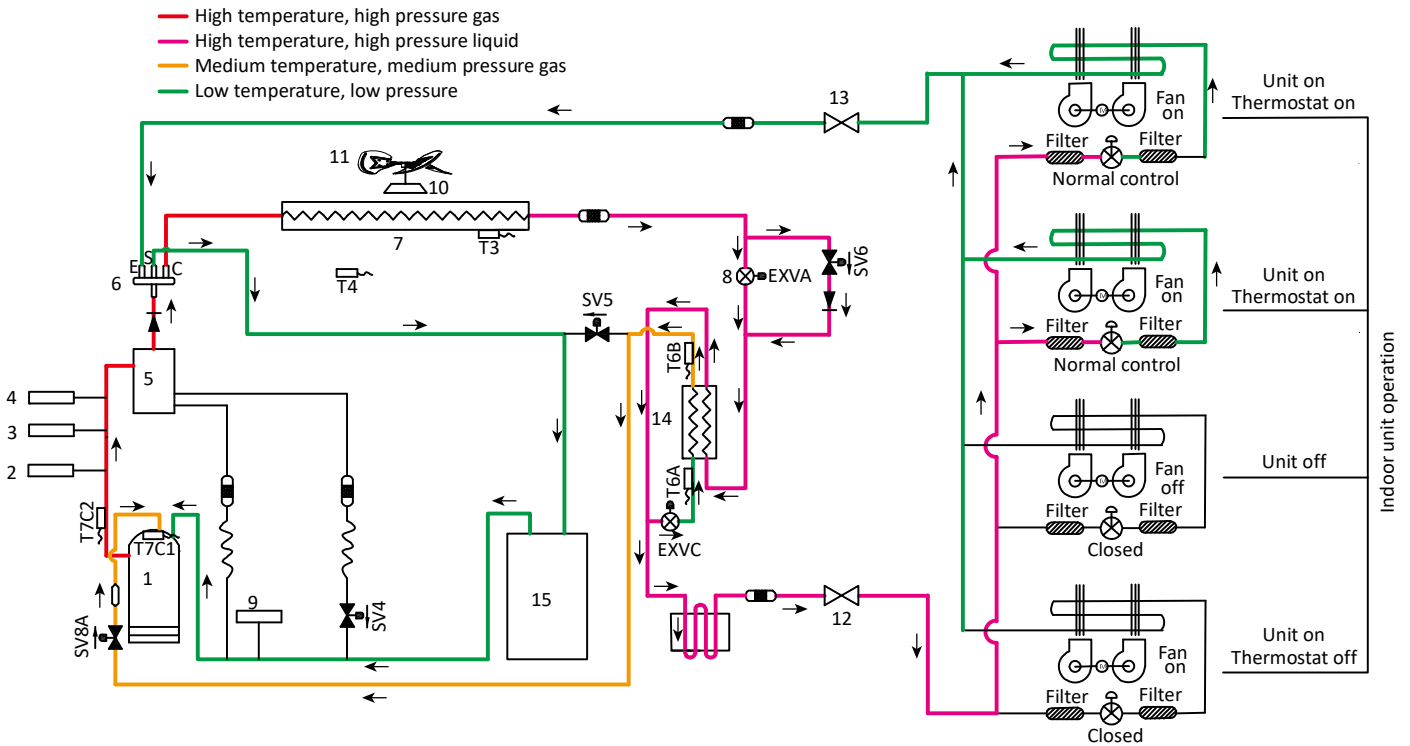 High temperature, high pressure gas
High temperature, high pressure liquid
Medium temperature, medium pressure gas
Low temperature, low pressure
13
11
10
7
T3
T4
E
S
C
6
8
EXVA
SV6
SV5
T6B
14
T6A
EXVC
5
4
3
2
T7C2
T7C1
1
SV8A
9
SV4
15
12
Fan
on
Filter
Filter
Normal control
Unit on
Thermostat on
Fan
on
Filter
Filter
Normal control
Unit on
Thermostat on
Fan
off
Filter
Filter
Closed
Unit off
Fan
on
Filter
Filter
Closed
Unit on
Thermostat off
Indoor unit operation
M
M
M
M